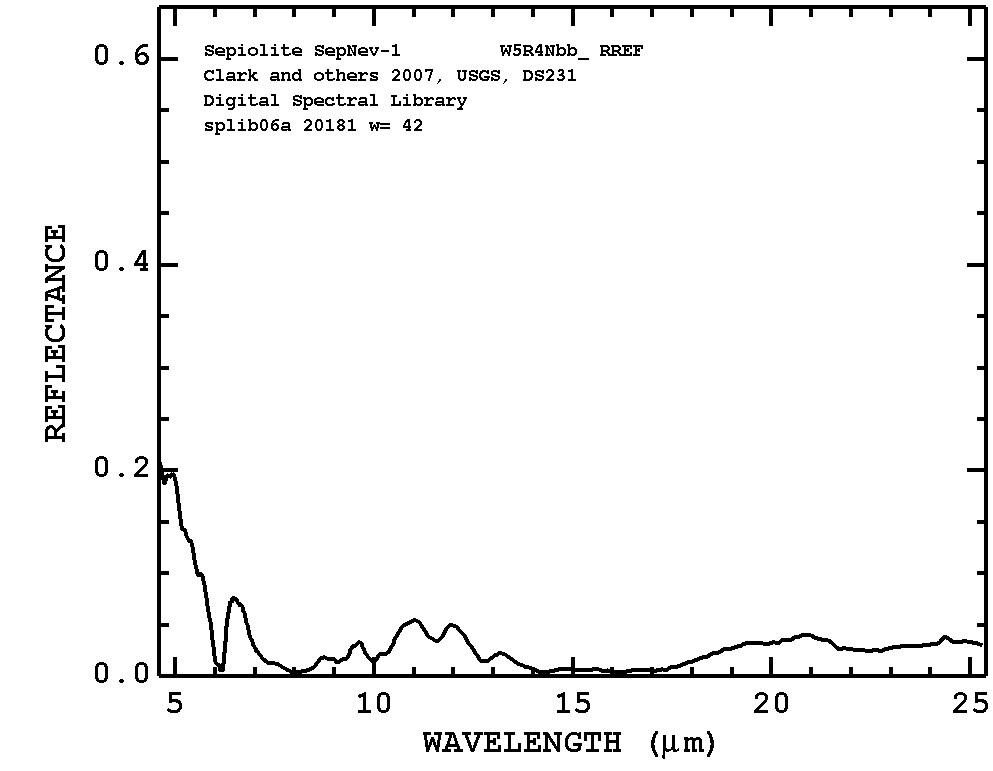 Sepiolite SepNev-1 W5R4Nbb_ RREF
Clark and others 2007, USGS, DS231
Digital Spectral Library
splib06a 20181 w= 42
0.6
0.4
0.2
0.0
REFLECTANCE
5 10 15 20 25
WAVELENGTH (μm)